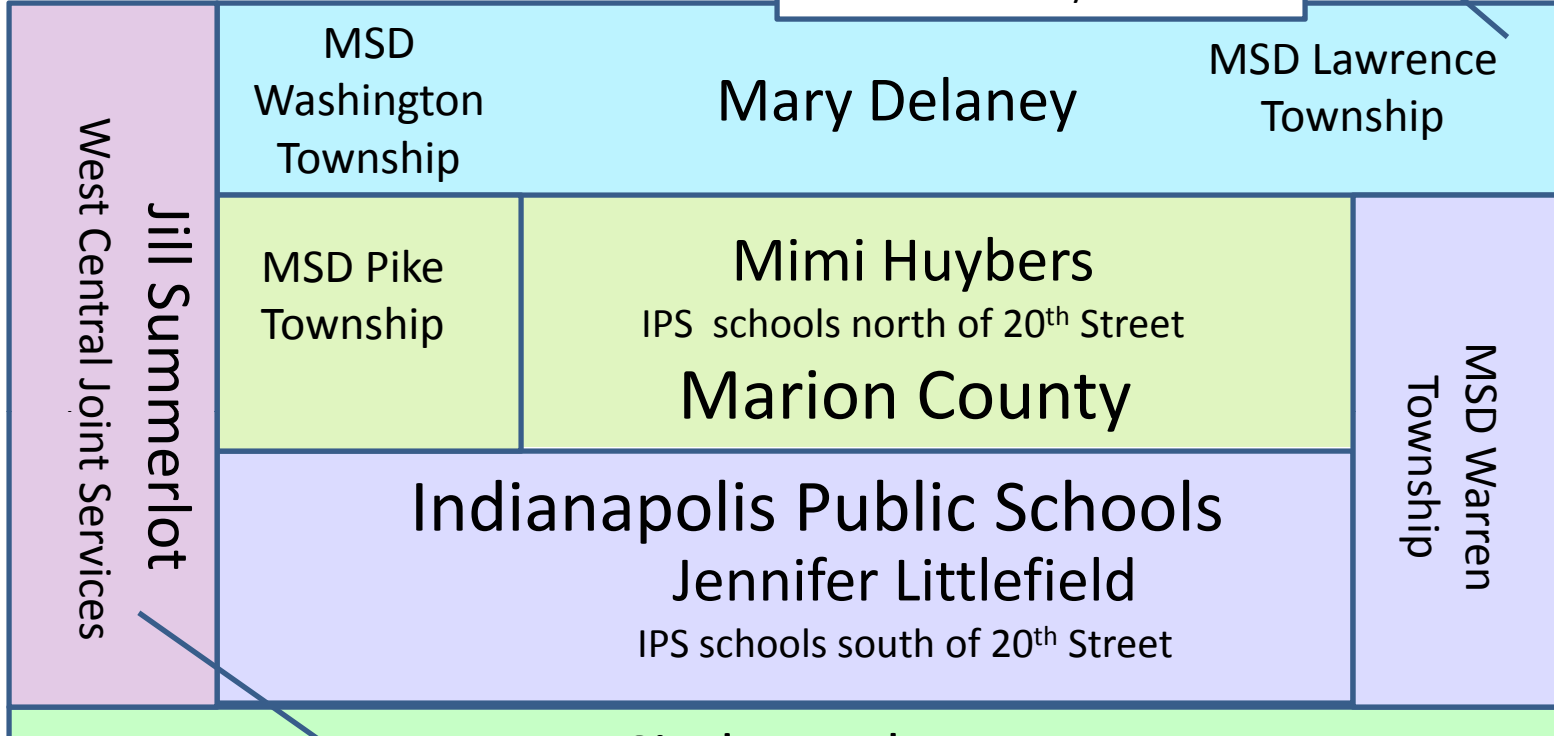 MSD
Washington
Township
Mary Delaney
MSD Lawrence
Township
Jill Summerlot
West Central Joint Services
MSD Pike
Township
Mimi Huybers
IPS schools north of 20th Street
Marion County
MSD Warren
Township
Indianapolis Public Schools
Jennifer Littlefield
IPS schools south of 20th Street